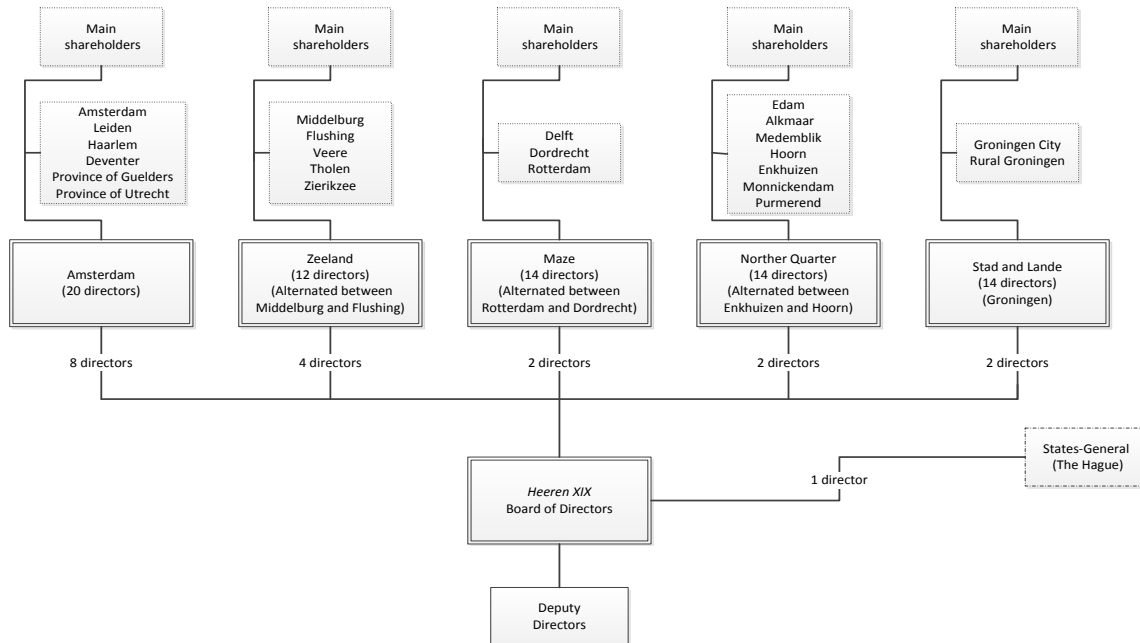 Main
shareholders
Main
shareholders
Main
shareholders
Main
shareholders
Main
shareholders
Amsterdam
Leiden
Haarlem
Deventer
Province of Guelders
Province of Utrecht
Middelburg
Flushing
Veere
Tholen
Zierikzee
Delft
Dordrecht
Rotterdam
Edam
Alkmaar
Medemblik
Hoorn
Enkhuizen
Monnickendam
Purmerend
Groningen City
Rural Groningen
Amsterdam
(20 directors)
Zeeland
(12 directors)
(Alternated between
Middelburg and Flushing)
Maze
(14 directors)
(Alternated between
Rotterdam and Dordrecht)
Norther Quarter
(14 directors)
(Alternated between
Enkhuizen and Hoorn)
Stad and Lande
(14 directors)
(Groningen)
8 directors
4 directors
2 directors
2 directors
2 directors
States-General
(The Hague)
1 director
Heeren XIX
Board of Directors
Deputy
Directors